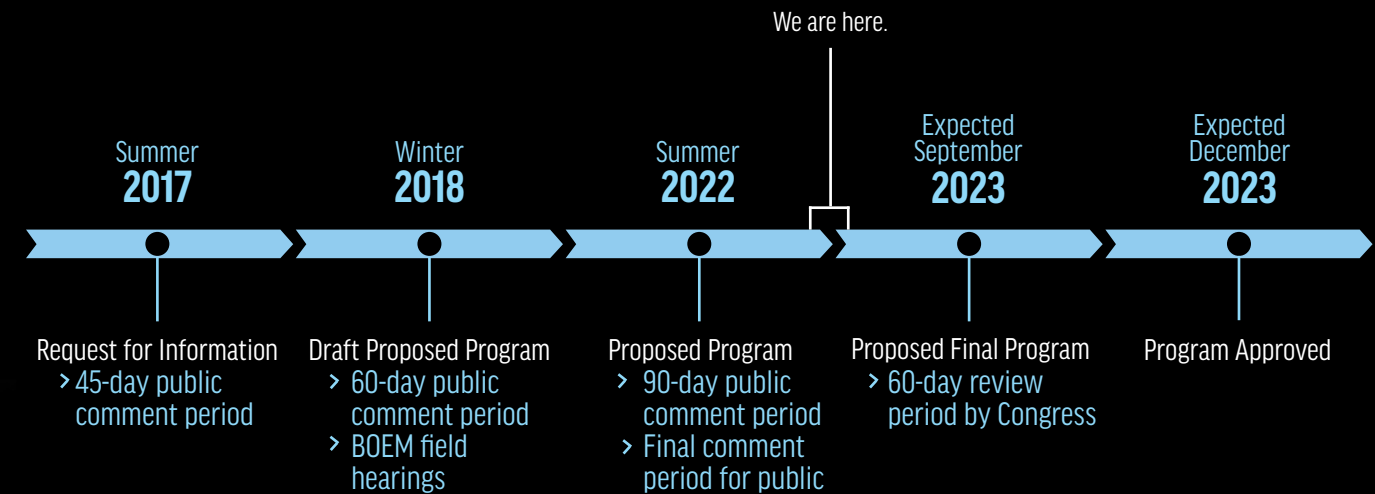 We are here.
Summer
2017
Winter
2018
Summer
2022
Expected
September
2023
Expected
December
2023
Request for Information
> 45-day public
comment period
Draft Proposed Program
> 60-day public
comment period
> BOEM field
hearings
Proposed Program
> 90-day public
comment period
> Final comment
period for public
Proposed Final Program
> 60-day review
period by Congress
Program Approved